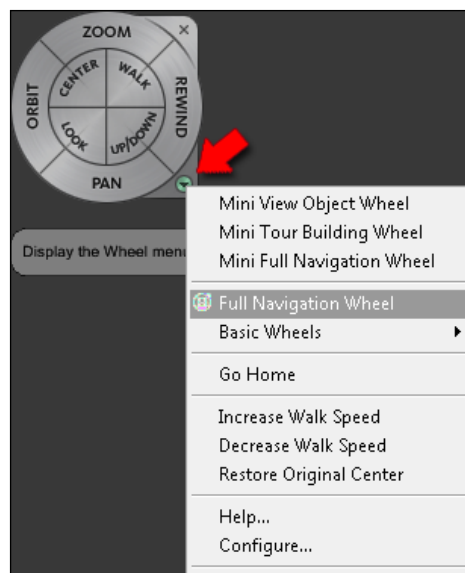 ZOOM
ORBIT
CENTER
WALK
REWIND
LOOK
UP/DOWN
PAN
Display the Wheel menu
Mini View Object Wheel
Mini Tour Building Wheel
Mini Full Navigation Wheel
Full Navigation Wheel
Basic Wheels
Go Home
Increase Walk Speed
Decrease Walk Speed
Restore Original Center
Help...
Configure...